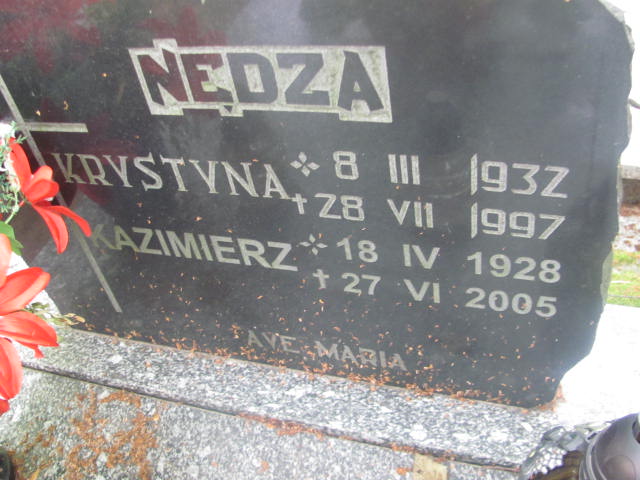 NĘDZA
KRYSTYNA * 8 III 1932
† 28 VII 1997
KAZIMIERZ * 18 IV 1928
† 27 VI 2005
AVE MARIA